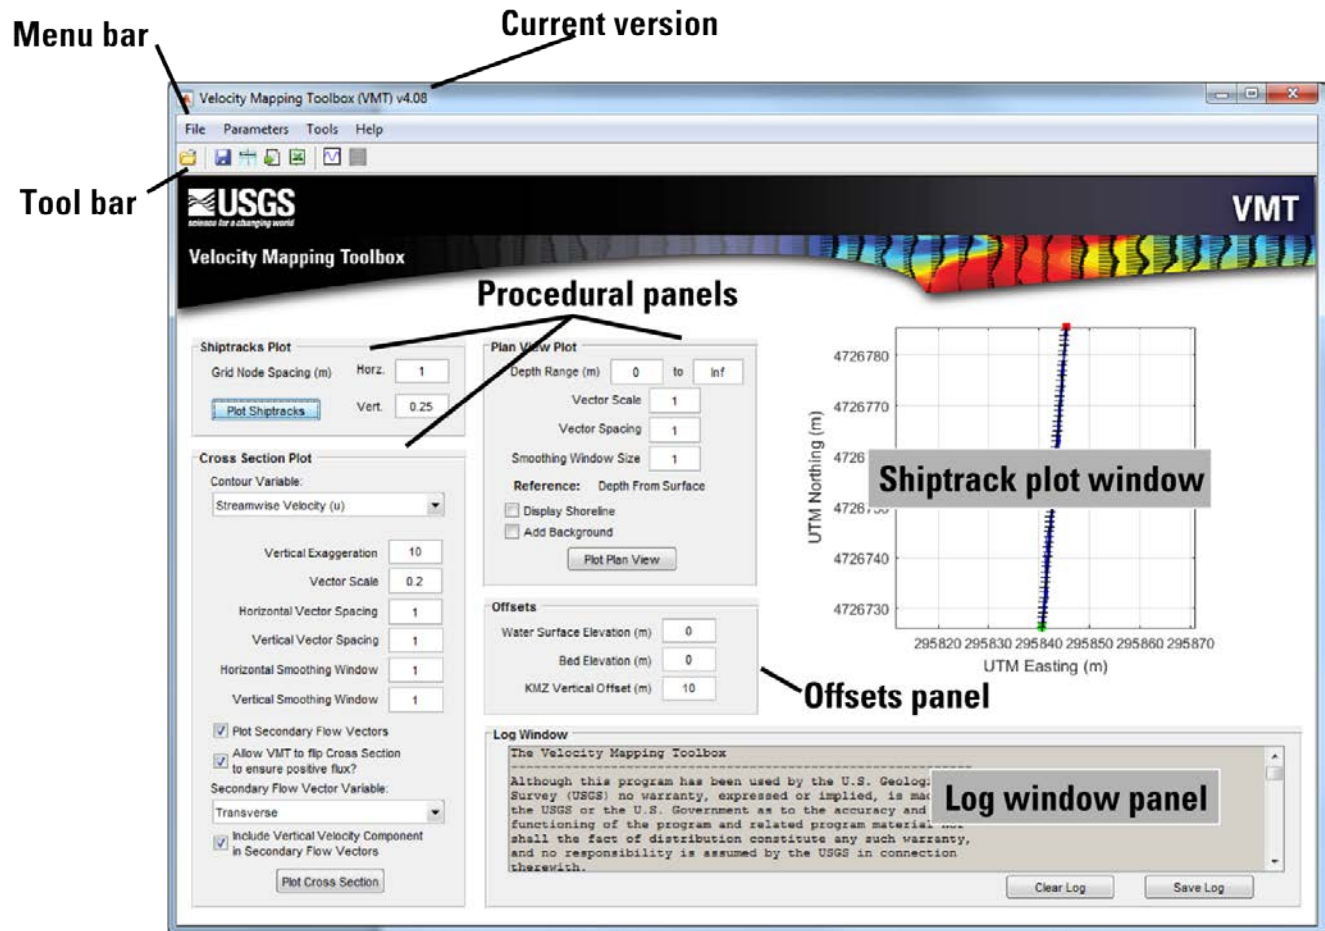 Current version
Menu bar
Velocity Mapping Toolbox (VMT) v4.08
File Parameters Tools Help
Tool bar
USGS
science for a changing world
VMT
Velocity Mapping Toolbox
Procedural panels
Shiptracks Plot
Grid Node Spacing (m) Horz. 1
Plot Shiptracks Vert. 0.25
Cross Section Plot
Contour Variable:
Streamwise Velocity (u)
Vertical Exaggeration 10
Vector Scale 0.2
Horizontal Vector Spacing 1
Vertical Vector Spacing 1
Horizontal Smoothing Window 1
Vertical Smoothing Window 1
Plot Secondary Flow Vectors
Allow VMT to flip Cross Section
to ensure positive flux?
Secondary Flow Vector Variable:
Transverse
Include Vertical Velocity Component
in Secondary Flow Vectors
Plot Cross Section
Plan View Plot
Depth Range (m) 0 to Inf
Vector Scale 1
Vector Spacing 1
Smoothing Window Size 1
Reference: Depth From Surface
Display Shoreline
Add Background
Plot Plan View
Offsets
Water Surface Elevation (m) 0
Bed Elevation (m) 0
KMZ Vertical Offset (m) 10
Offsets panel
UTM Northing (m)
4726780
4726770
Shiptrack plot window
4726740
4726730
295820 295830 295840 295850 295860 295870
UTM Easting (m)
Log Window
The Velocity Mapping Toolbox
Although this program has been used by the U.S.
Survey (USGS) no warranty, expressed or implied, is
the USGS or the U.S. Government as to the accuracy and
functioning of the program and related program material nor
shall the fact of distribution constitute any such warranty,
and no responsibility is assumed by the USGS in connection
therewith.
Log window panel
Clear Log Save Log